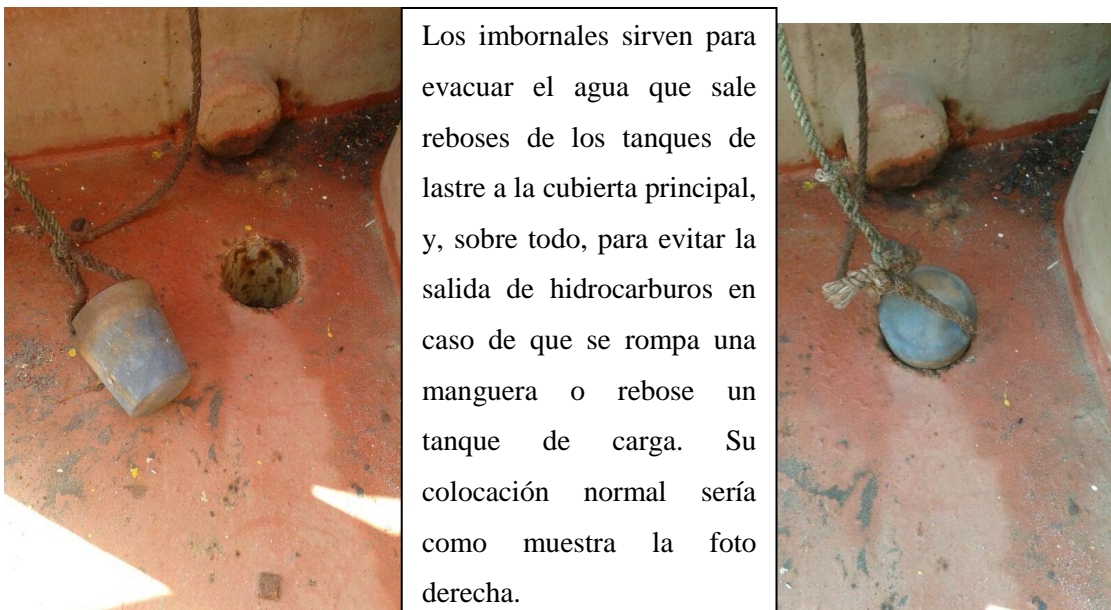 Los imbornales sirven para
evacuar el agua que sale
reboses de los tanques de
lastre a la cubierta principal,
y, sobre todo, para evitar la
salida de hidrocarburos en
caso de que se rompa una
manguera o rebose un
tanque de carga. Su
colocación normal sería
como muestra la foto
derecha.